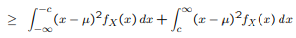 ≥ ∫_{-∞}^{-c} (x − μ)² f_X(x) dx + ∫_{c}^{∞} (x − μ)² f_X(x) dx